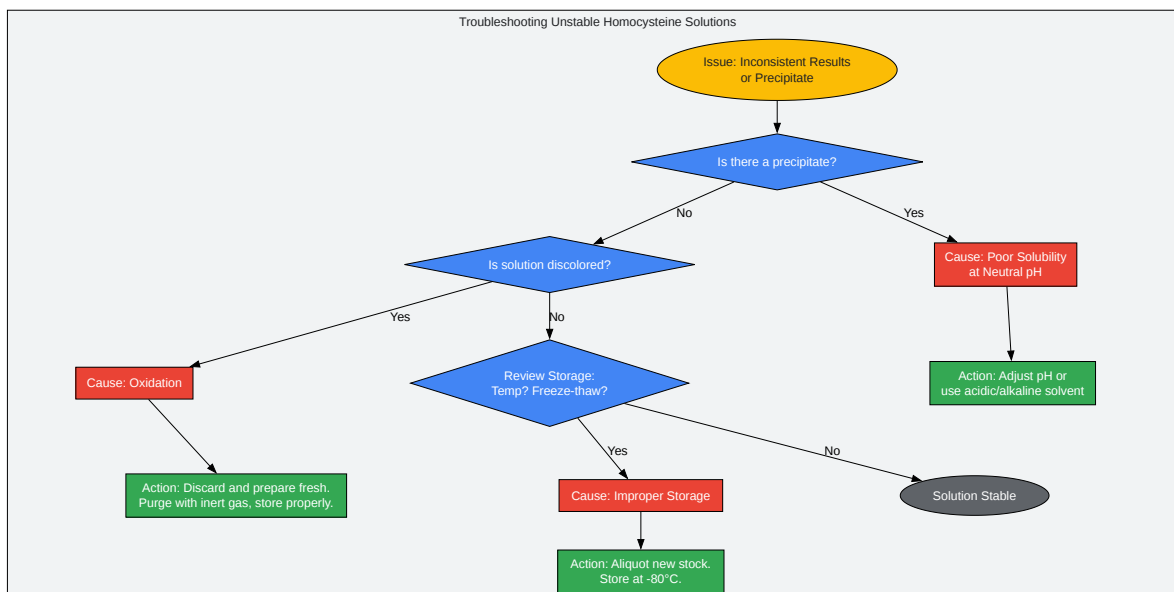 Troubleshooting Unstable Homocysteine Solutions
Issue: Inconsistent Results
or Precipitate
Is there a precipitate?
No
Yes
Is solution discolored?
Cause: Poor Solubility
at Neutral pH
Yes
No
Cause: Oxidation
Review Storage:
Temp? Freeze-thaw?
Action: Adjust pH or
use acidic/alkaline solvent
Yes
No
Action: Discard and prepare fresh.
Purge with inert gas, store properly.
Cause: Improper Storage
Solution Stable
Action: Aliquot new stock.
Store at -80°C.